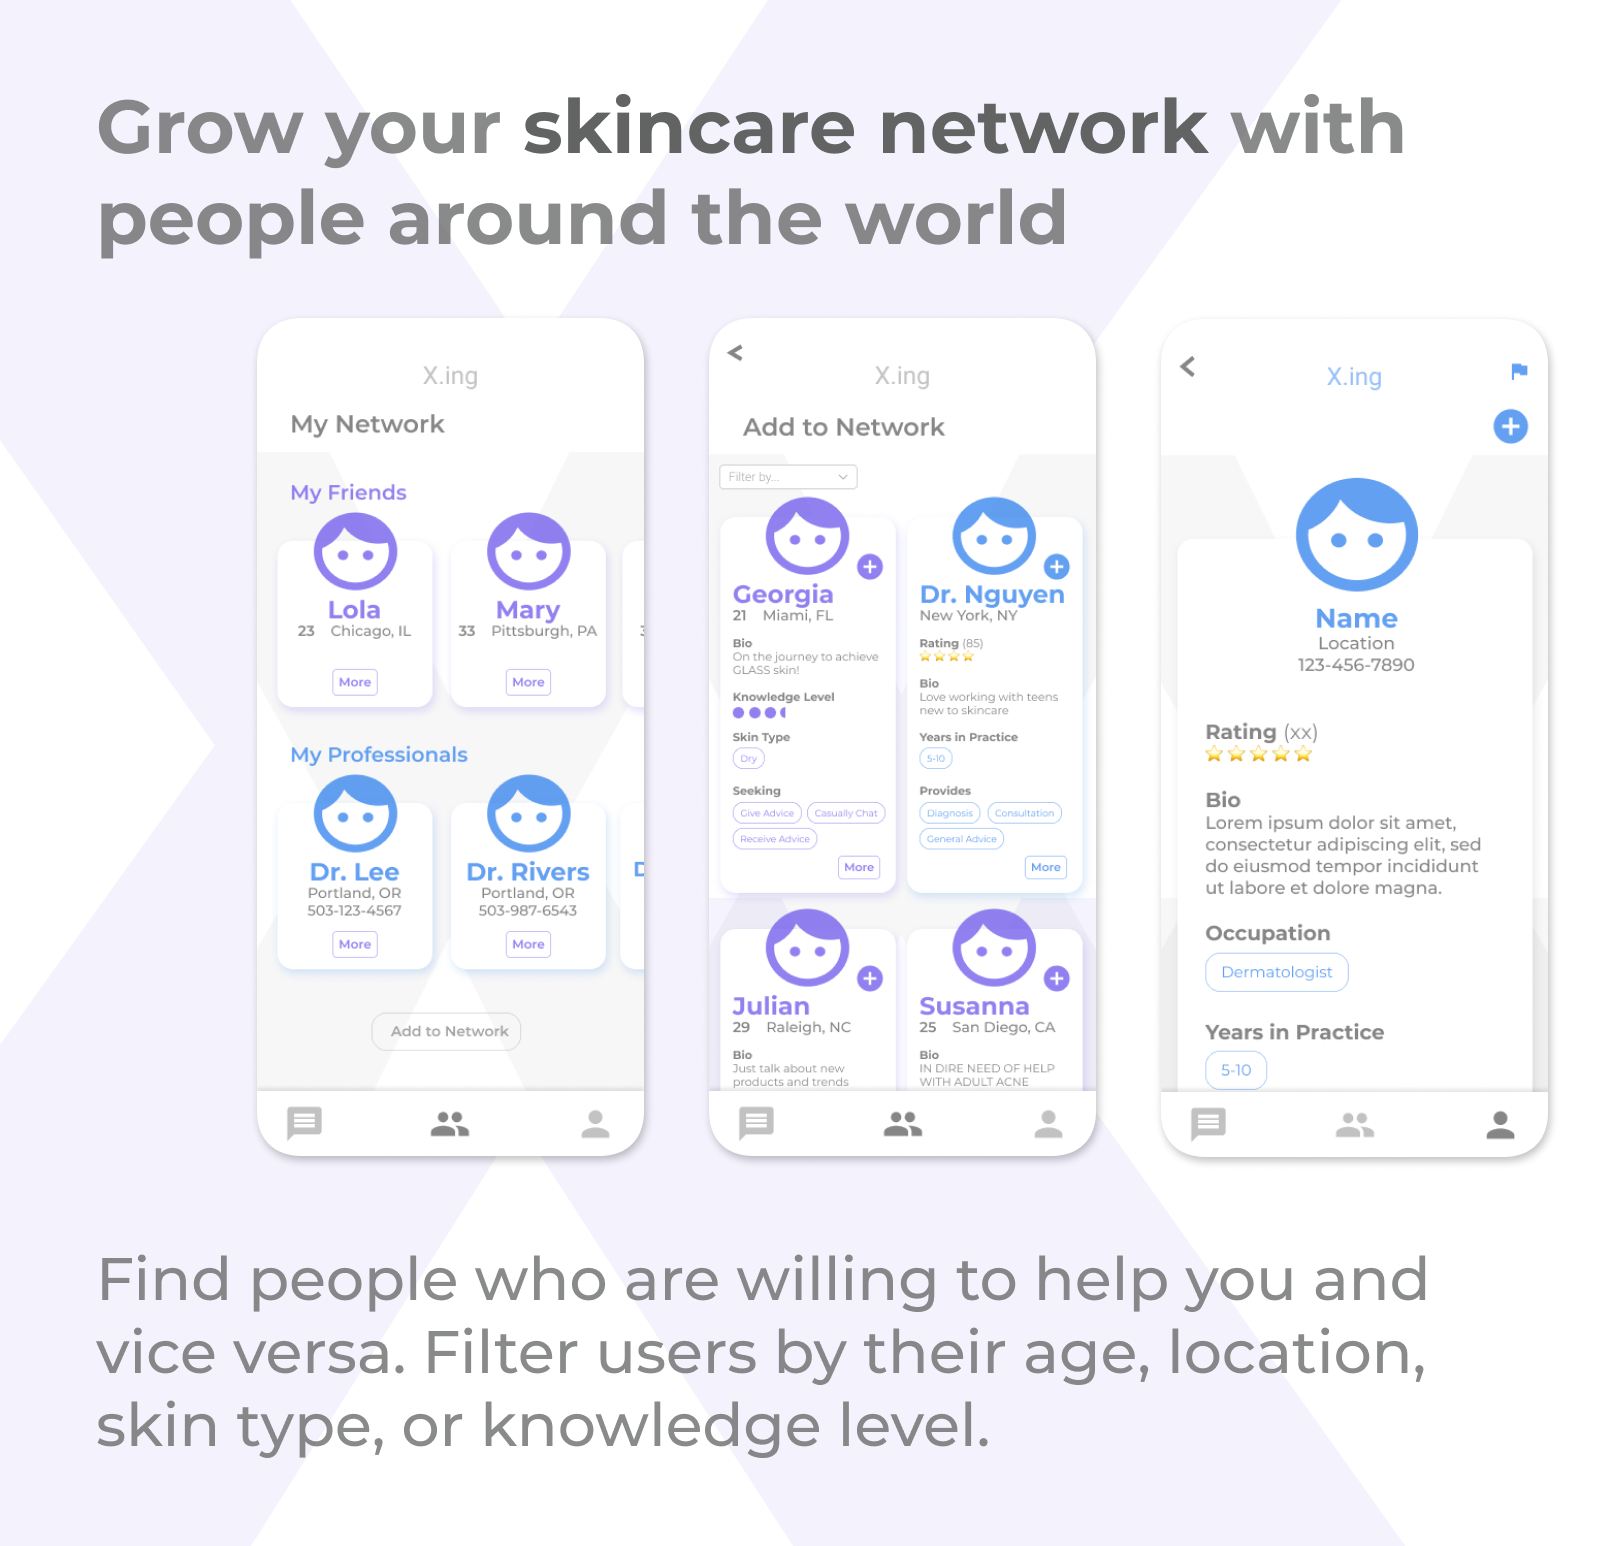 Grow your skincare network with
people around the world
X.ing
My Network
My Friends
Lola
23 Chicago, IL
More
Mary
33 Pittsburgh, PA
More
My Professionals
Dr. Lee
Portland, OR
503-123-4567
More
Dr. Rivers
Portland, OR
503-987-6543
More
D
Add to Network
<
X.ing
Add to Network
Filter by...
Georgia
21 Miami, FL
Bio
On the journey to achieve
GLASS skin!
Knowledge Level
Skin Type
Dry
Seeking
Give Advice Casually Chat
Receive Advice
More
Dr. Nguyen
New York, NY
Rating (85)
Bio
Love working with teens
new to skincare
Years in Practice
5-10
Provides
Diagnosis Consultation
General Advice
More
Julian
29 Raleigh, NC
Bio
Just talk about new
products and trends
Susanna
25 San Diego, CA
Bio
IN DIRE NEED OF HELP
WITH ADULT ACNE
<
X.ing
Name
Location
123-456-7890
Rating (xx)
Bio
Lorem ipsum dolor sit amet,
consectetur adipiscing elit, sed
do eiusmod tempor incididunt
ut labore et dolore magna.
Occupation
Dermatologist
Years in Practice
5-10
Find people who are willing to help you and
vice versa. Filter users by their age, location,
skin type, or knowledge level.